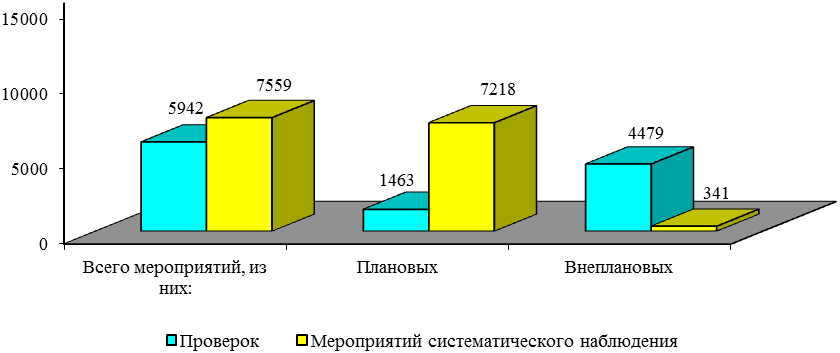 15000
10000
5000
0
5942
7559
1463
7218
4479
341
Всего мероприятий, из
них:
Плановых
Внеплановых
Проверок
Мероприятий систематического наблюдения